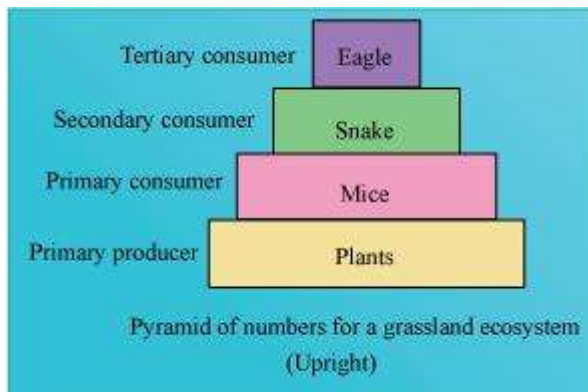 Tertiary consumer Eagle
Secondary consumer Snake
Primary consumer Mice
Primary producer Plants
Pyramid of numbers for a grassland ecosystem
(Upright)